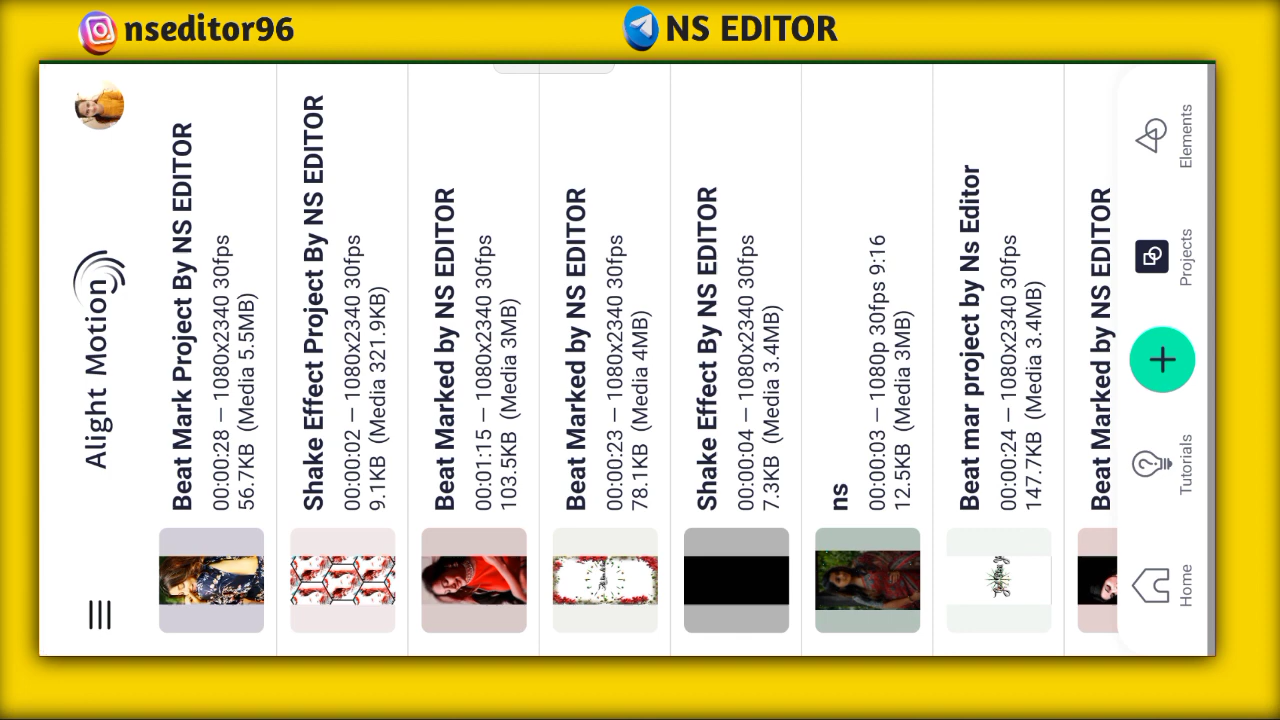 nseditor96
NS EDITOR
Alight Motion
Beat Mark Project By NS EDITOR
00:00:28 — 1080x2340 30fps
56.7KB (Media 5.5MB)
Shake Effect Project By NS EDITOR
00:00:02 — 1080x2340 30fps
9.1KB (Media 321.9KB)
Beat Marked by NS EDITOR
00:01:15 — 1080x2340 30fps
103.5KB (Media 3MB)
Beat Marked by NS EDITOR
00:00:23 — 1080x2340 30fps
78.1KB (Media 4MB)
Shake Effect By NS EDITOR
00:00:04 — 1080x2340 30fps
7.3KB (Media 3.4MB)
ns
00:00:03 — 1080p 30fps 9:16
12.5KB (Media 3MB)
Beat mar project by Ns Editor
00:00:24 — 1080x2340 30fps
147.7KB (Media 3.4MB)
Beat Marked by NS EDITOR
Home
Tutorials
Projects
Elements